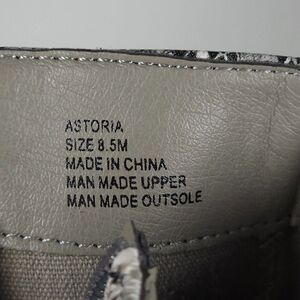 ASTORIA
SIZE 8.5M
MADE IN CHINA
MAN MADE UPPER
MAN MADE OUTSOLE